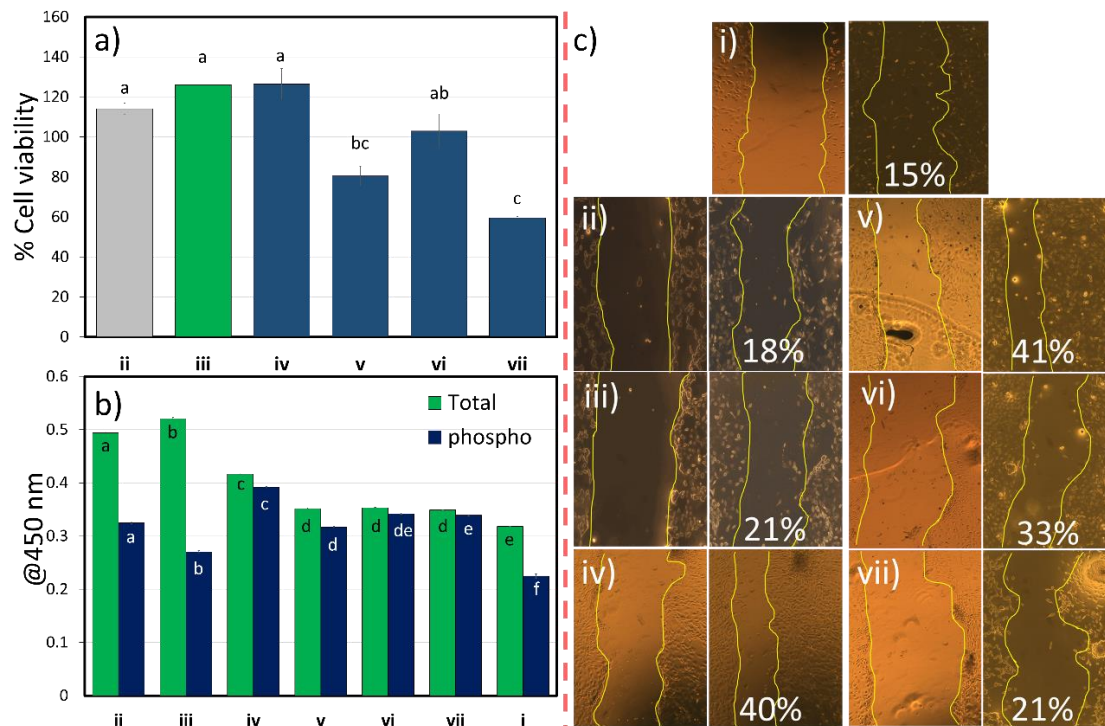 a)
% Cell viability
160
140
120
100
80
60
40
20
0
a
a
a
bc
ab
c
ii
iii
iv
v
vi
vii
b)
@450 nm
0.6
0.5
0.4
0.3
0.2
0.1
0
Total
phospho
a
a
b
b
c
c
d
d
d
de
d
e
e
f
ii
iii
iv
v
vi
vii
i
c)
i)
15%
ii)
18%
v)
41%
iii)
21%
vi)
33%
iv)
40%
vii)
21%